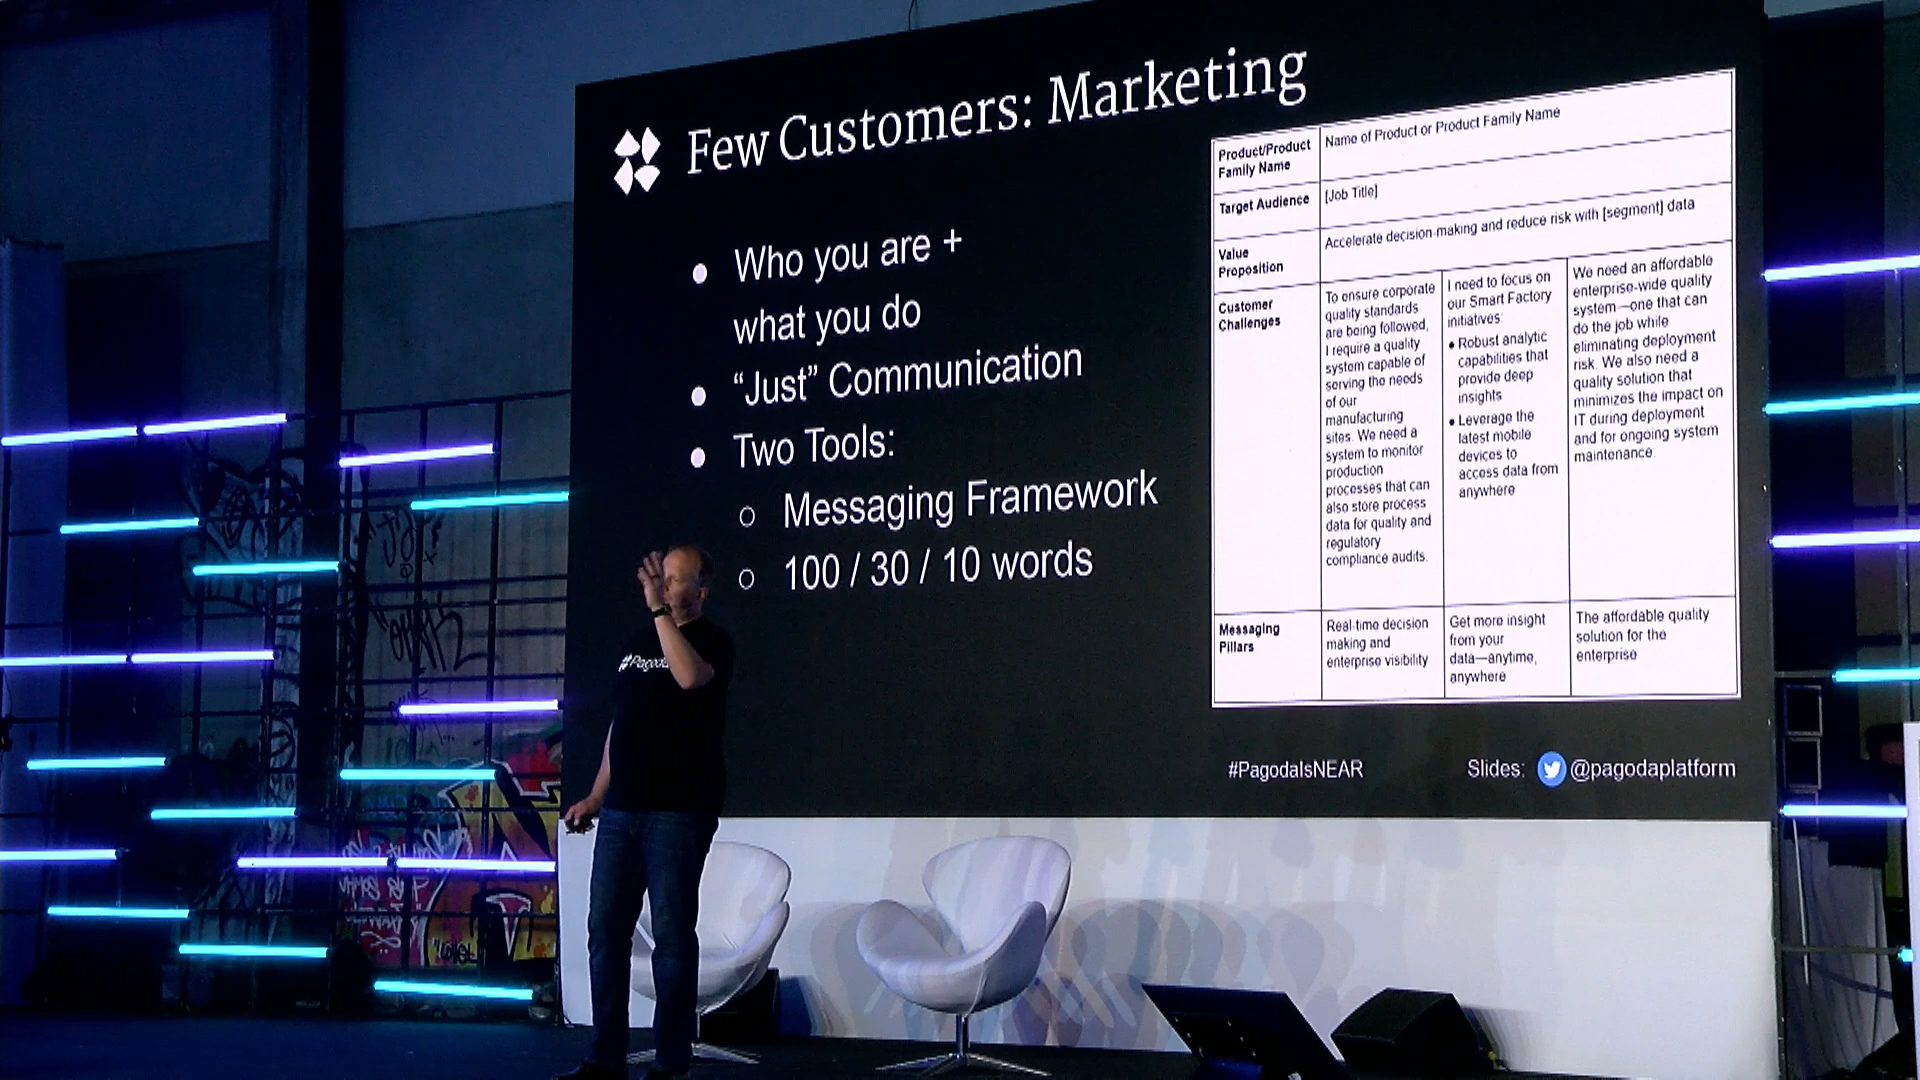 Few Customers: Marketing
Who you are +
what you do
“Just” Communication
Two Tools:
Messaging Framework
100 / 30 / 10 words
Product/Product
Family Name
Name of Product or Product Family Name
Target Audience
[Job Title]
Value
Proposition
Accelerate decision-making and reduce risk with [segment] data
Customer
Challenges
To ensure corporate
quality standards
are being followed,
I require a quality
system capable of
serving the needs
of our
manufacturing
sites. We need a
system to monitor
production
processes that can
also store process
data for quality and
regulatory
compliance audits.
I need to focus on
our Smart Factory
initiatives:
Robust analytic
capabilities that
provide deep
insights
Leverage the
latest mobile
devices to
access data from
anywhere
We need an affordable
enterprise-wide quality
system—one that can
do the job while
eliminating deployment
risk. We also need a
quality solution that
minimizes the impact on
IT during deployment
and for ongoing system
maintenance.
Messaging
Pillars
Real-time decision
making and
enterprise visibility
Get more insight
from your
data—anytime,
anywhere
The affordable quality
solution for the
enterprise
#PagodaIsNEAR
Slides: @pagodaplatform